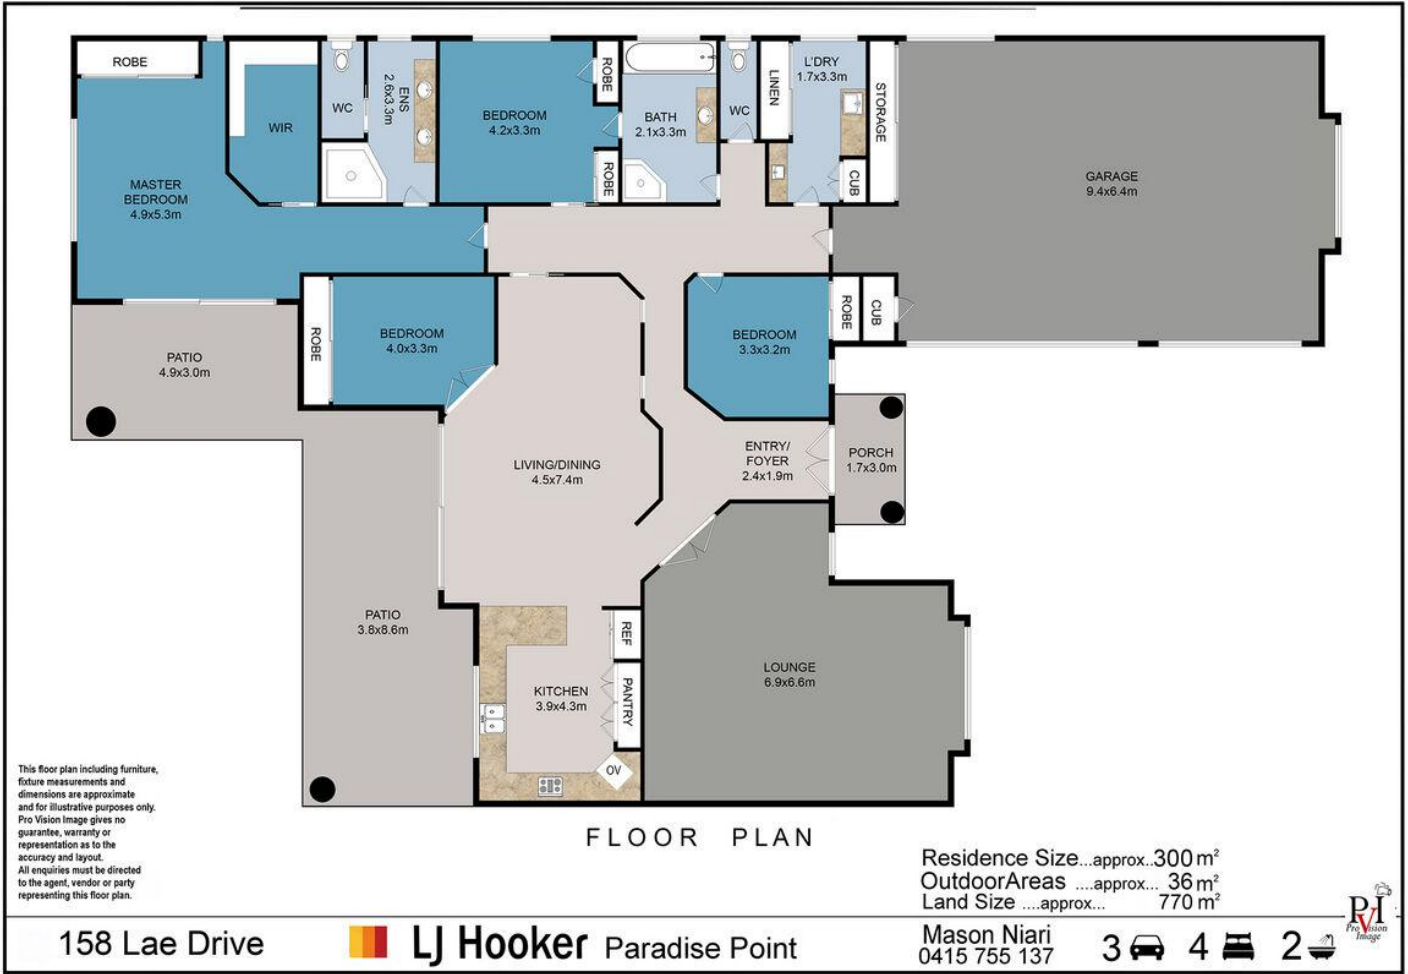 ROBE
WIR
WC
ENS
2.6x3.3m
BEDROOM
4.2x3.3m
ROBE
ROBE
BATH
2.1x3.3m
WC
LINEN
L'DRY
1.7x3.3m
CUB
STORAGE
GARAGE
9.4x6.4m
MASTER
BEDROOM
4.9x5.3m
PATIO
4.9x3.0m
ROBE
BEDROOM
4.0x3.3m
BEDROOM
3.3x3.2m
ROBE
CUB
LIVING/DINING
4.5x7.4m
ENTRY/
FOYER
2.4x1.9m
PORCH
1.7x3.0m
PATIO
3.8x8.6m
REF
KITCHEN
3.9x4.3m
PANTRY
OV
LOUNGE
6.9x6.6m
This floor plan including furniture,
fixture measurements and
dimensions are approximate
and for illustrative purposes only.
Pro Vision Image gives no
guarantee, warranty or
representation as to the
accuracy and layout.
All enquiries must be directed
to the agent, vendor or party
representing this floor plan.
FLOOR PLAN
Residence Size...approx..300 m²
OutdoorAreas ....approx... 36 m²
Land Size ....approx... 770 m²
158 Lae Drive
LJ Hooker Paradise Point
Mason Niari
0415 755 137
3 4 2
PVI
Pro Vision
Image